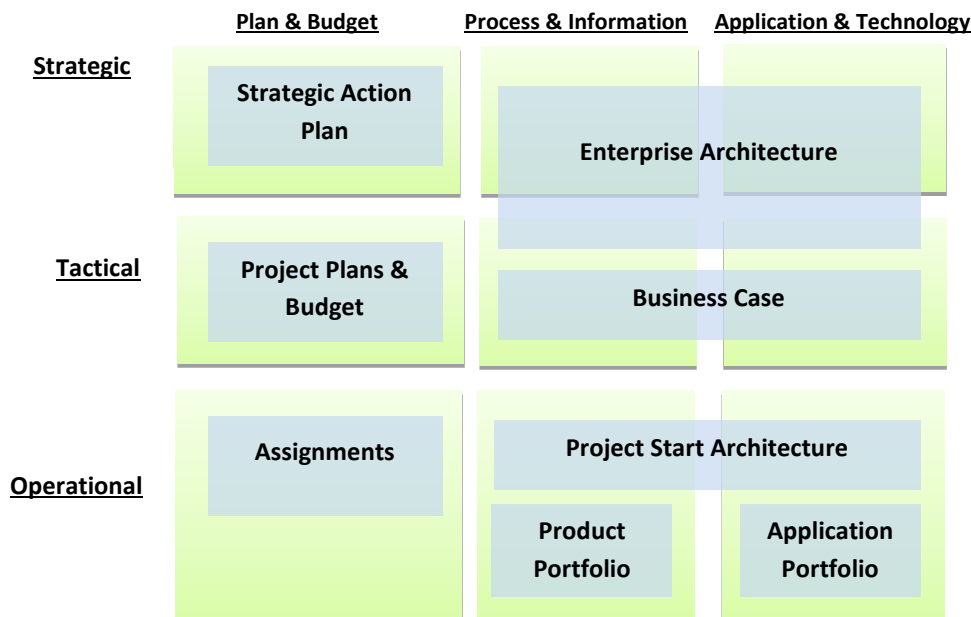 Plan & Budget
Process & Information
Application & Technology
Strategic
Strategic Action
Plan
Enterprise Architecture
Tactical
Project Plans &
Budget
Business Case
Operational
Assignments
Project Start Architecture
Product
Portfolio
Application
Portfolio